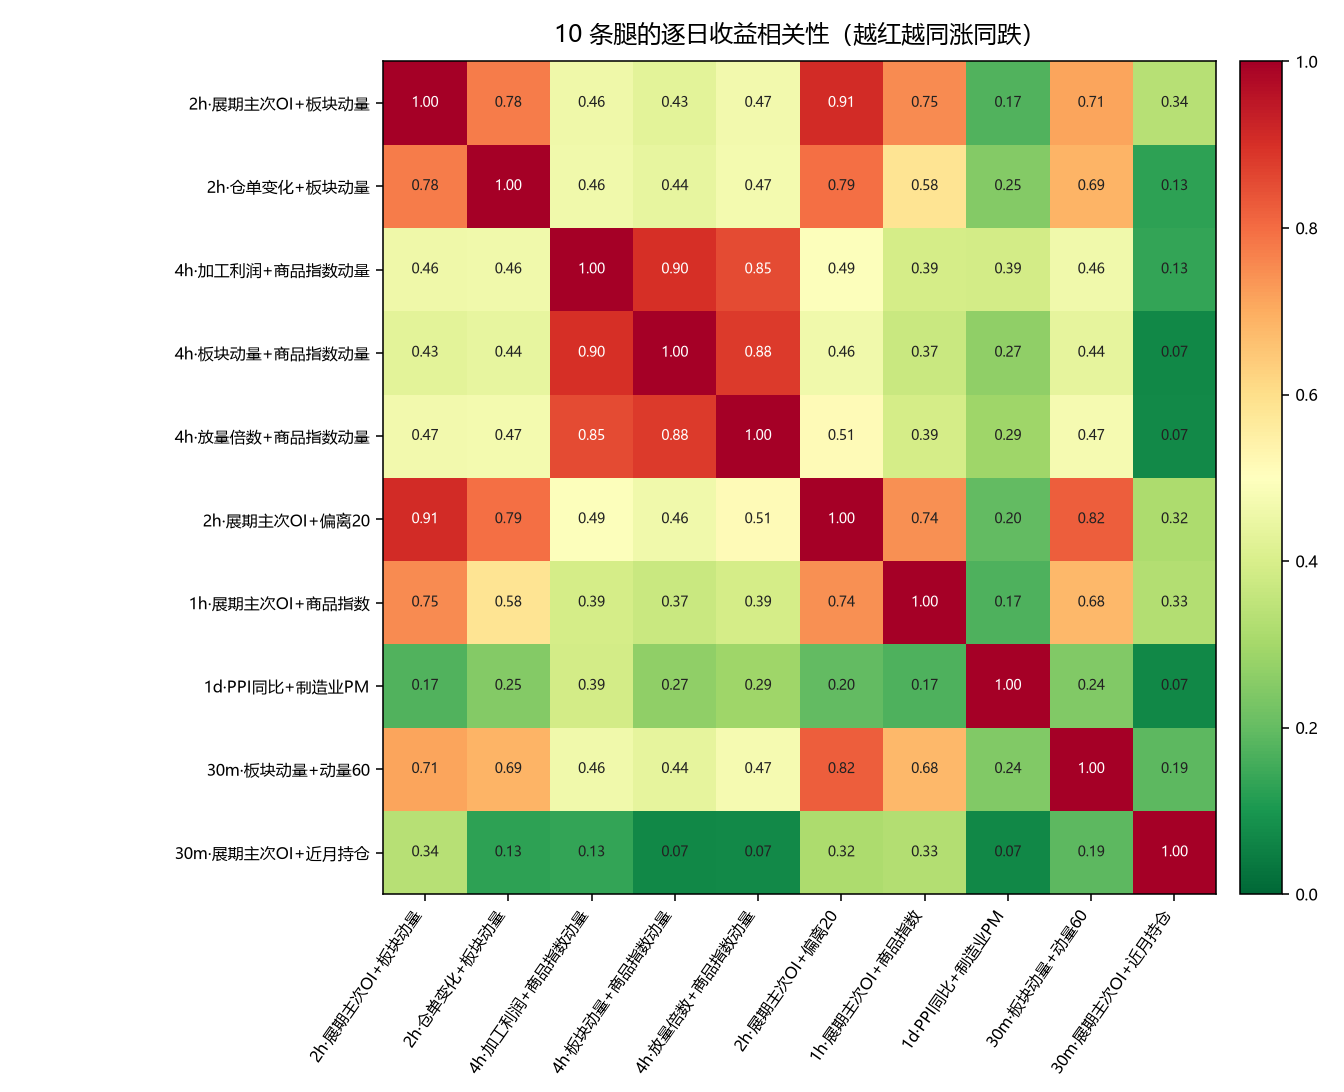 10 条腿的逐日收益相关性（越红越同涨同跌）
2h·展期主次OI+板块动量 1.00 0.78 0.46 0.43 0.47 0.91 0.75 0.17 0.71 0.34
2h·仓单变化+板块动量 0.78 1.00 0.46 0.44 0.47 0.79 0.58 0.25 0.69 0.13
4h·加工利润+商品指数动量 0.46 0.46 1.00 0.90 0.85 0.49 0.39 0.39 0.46 0.13
4h·板块动量+商品指数动量 0.43 0.44 0.90 1.00 0.88 0.46 0.37 0.27 0.44 0.07
4h·放量倍数+商品指数动量 0.47 0.47 0.85 0.88 1.00 0.51 0.39 0.29 0.47 0.07
2h·展期主次OI+偏离20 0.91 0.79 0.49 0.46 0.51 1.00 0.74 0.20 0.82 0.32
1h·展期主次OI+商品指数 0.75 0.58 0.39 0.37 0.39 0.74 1.00 0.17 0.68 0.33
1d·PPI同比+制造业PM 0.17 0.25 0.39 0.27 0.29 0.20 0.17 1.00 0.24 0.07
30m·板块动量+动量60 0.71 0.69 0.46 0.44 0.47 0.82 0.68 0.24 1.00 0.19
30m·展期主次OI+近月持仓 0.34 0.13 0.13 0.07 0.07 0.32 0.33 0.07 0.19 1.00
2h·展期主次OI+板块动量
2h·仓单变化+板块动量
4h·加工利润+商品指数动量
4h·板块动量+商品指数动量
4h·放量倍数+商品指数动量
2h·展期主次OI+偏离20
1h·展期主次OI+商品指数
1d·PPI同比+制造业PM
30m·板块动量+动量60
30m·展期主次OI+近月持仓
1.0
0.8
0.6
0.4
0.2
0.0